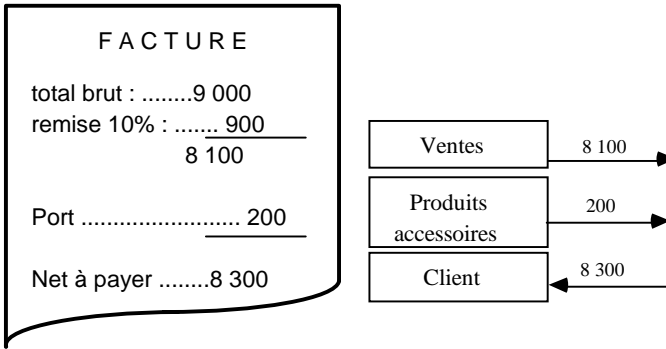 F A C T U R E
total brut : ........9 000
remise 10% : ....... 900
8 100
Port ........................ 200
Net à payer ........8 300
Ventes
8 100
Produits
accessoires
200
Client
8 300